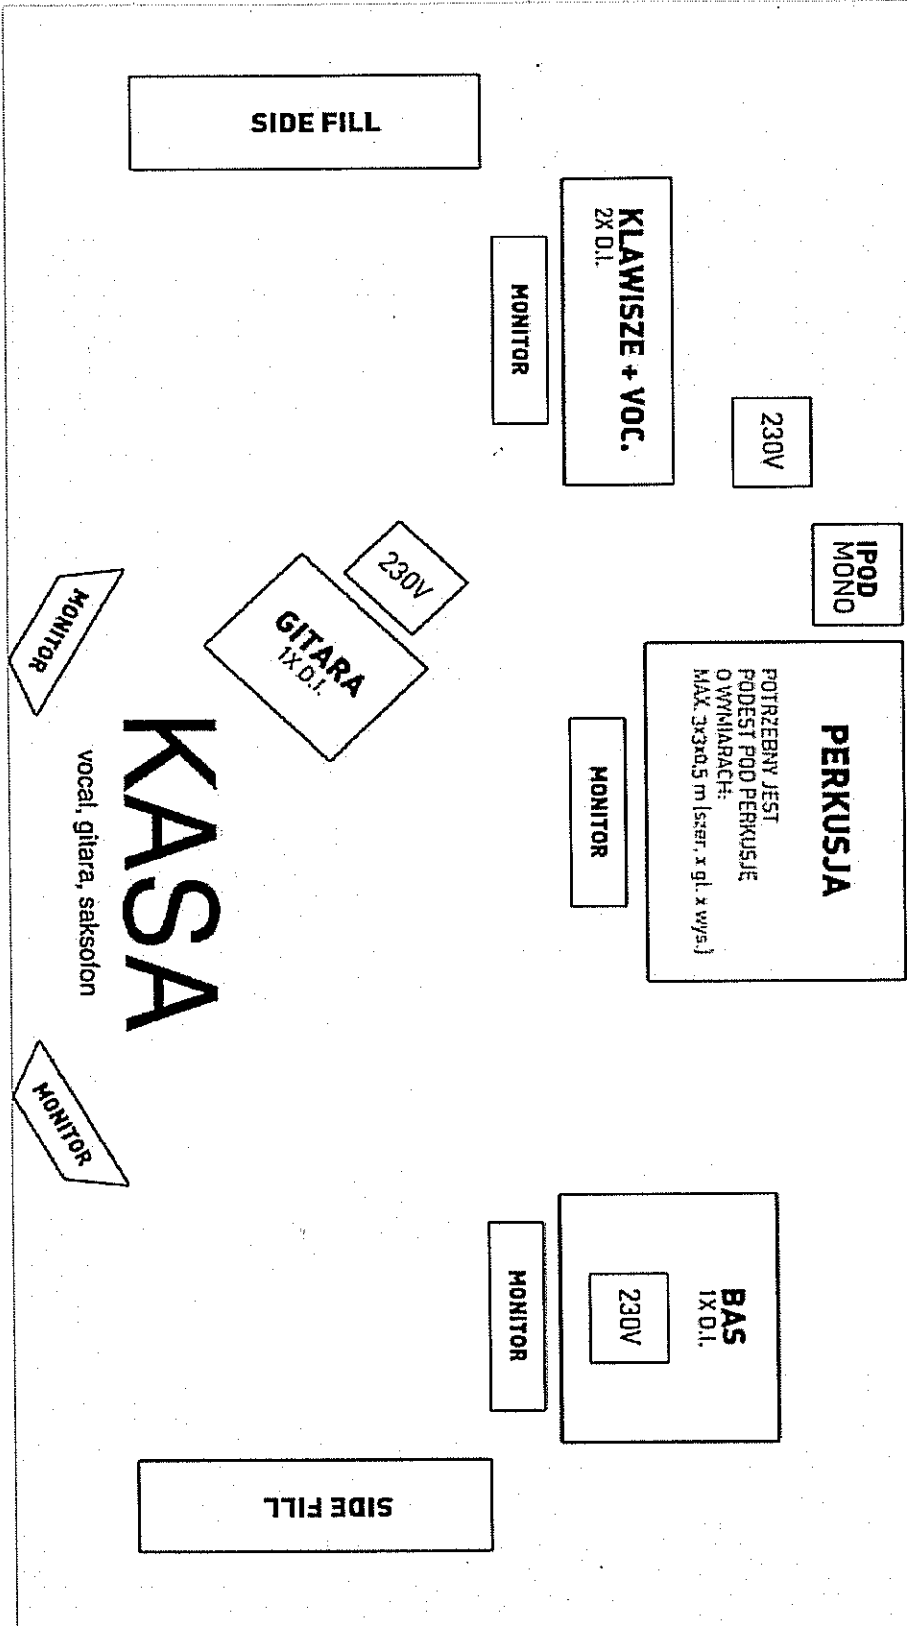 IPOD
MONO
PERKUSJA
POTRZEBNY JEST
PODEST POD PERKUSJĘ
O WYMIARACH:
MAX. 3x3x0,5 m (szer. x gł. x wys.)
230V
KLAWISZE + VOC.
2X D.I.
BAS
1X D.I.
230V
MONITOR
MONITOR
MONITOR
SIDE FILL
SIDE FILL
230V
GITARA
1X D.I.
KASA
vocal, gitara, saksofon
MONITOR
MONITOR